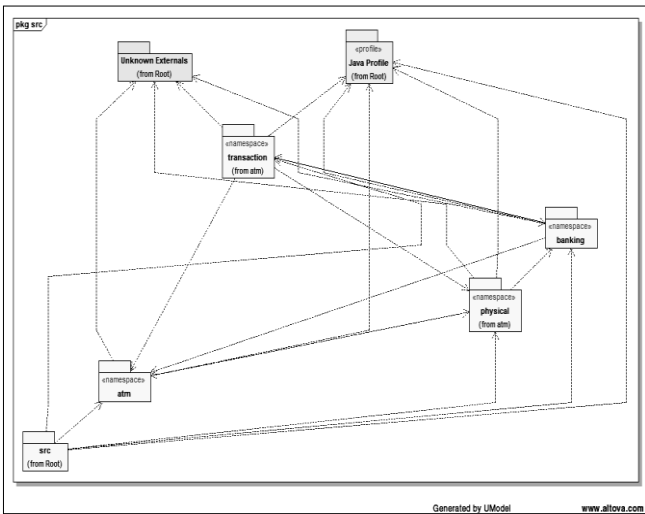 pkg src
Unknown Externals
(from Root)
«profile»
Java Profile
(from Root)
«namespace»
transaction
(from atm)
«namespace»
banking
«namespace»
physical
(from atm)
«namespace»
atm
src
(from Root)
Generated by UModel
www.altova.com